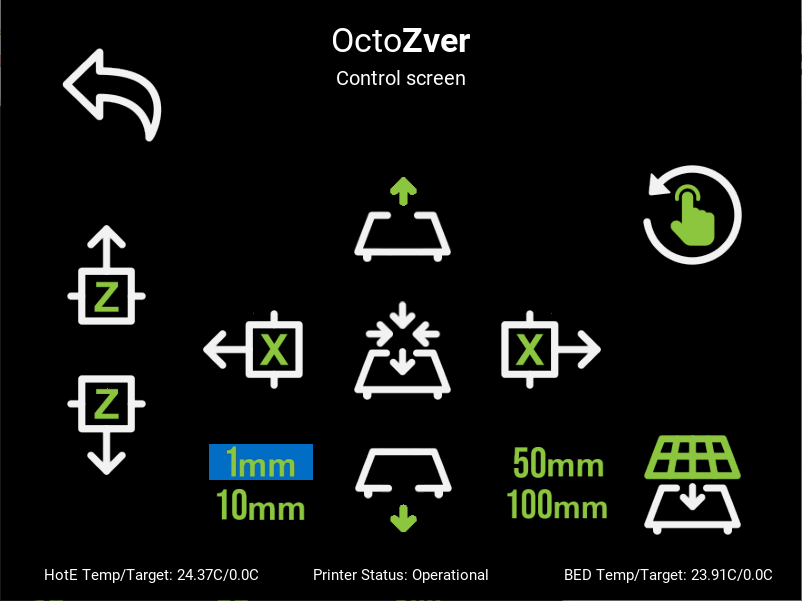 OctoZver
Control screen
Z
X
X
Z
1mm
50mm
10mm
100mm
HotE Temp/Target: 24.37C/0.0C
Printer Status: Operational
BED Temp/Target: 23.91C/0.0C